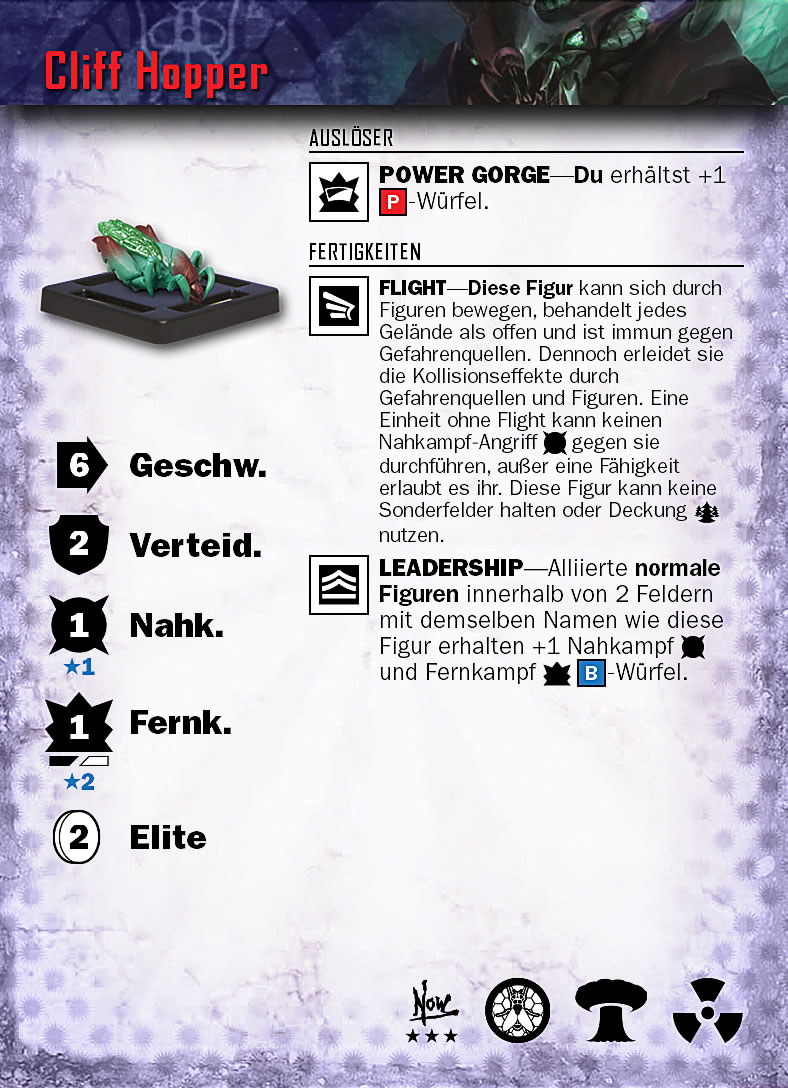 Cliff Hopper
AUSLÖSER
POWER GORGE—Du erhältst +1
P-Würfel.
FERTIGKEITEN
FLIGHT—Diese Figur kann sich durch
Figuren bewegen, behandelt jedes
Gelände als offen und ist immun gegen
Gefahrenquellen. Dennoch erleidet sie
die Kollisionseffekte durch
Gefahrenquellen und Figuren. Eine
Einheit ohne Flight kann keinen
Nahkampf-Angriff gegen sie
durchführen, außer eine Fähigkeit
erlaubt es ihr. Diese Figur kann keine
Sonderfelder halten oder Deckung
nutzen.
LEADERSHIP—Alliierte normale
Figuren innerhalb von 2 Feldern
mit demselben Namen wie diese
Figur erhalten +1 Nahkampf
und Fernkampf B-Würfel.
6 Geschw.
2 Verteid.
1 Nahk.
★1
1 Fernk.
★2
2 Elite
Now
★★★